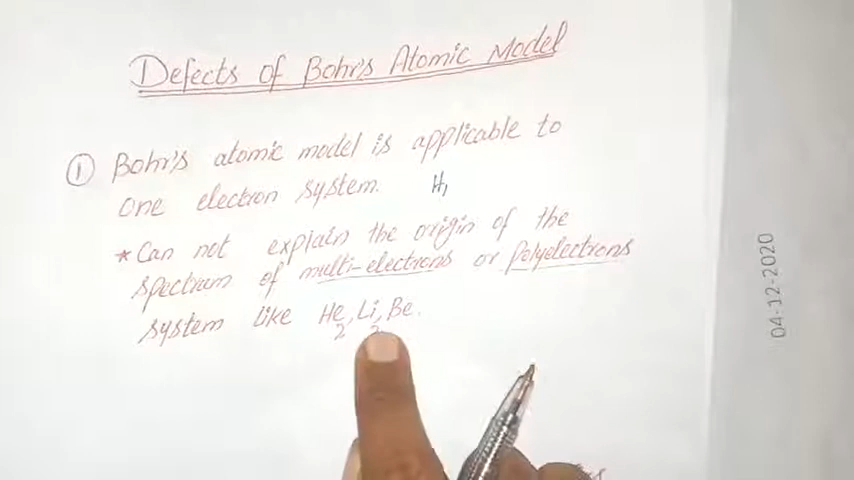 Defects of Bohr's Atomic Model
① Bohr's atomic model is applicable to
one electron system. H,
* Can not explain the origin of the
spectrum of multi-electrons or polyelectrons
system like He, Li, Be.
2
04-12-2020